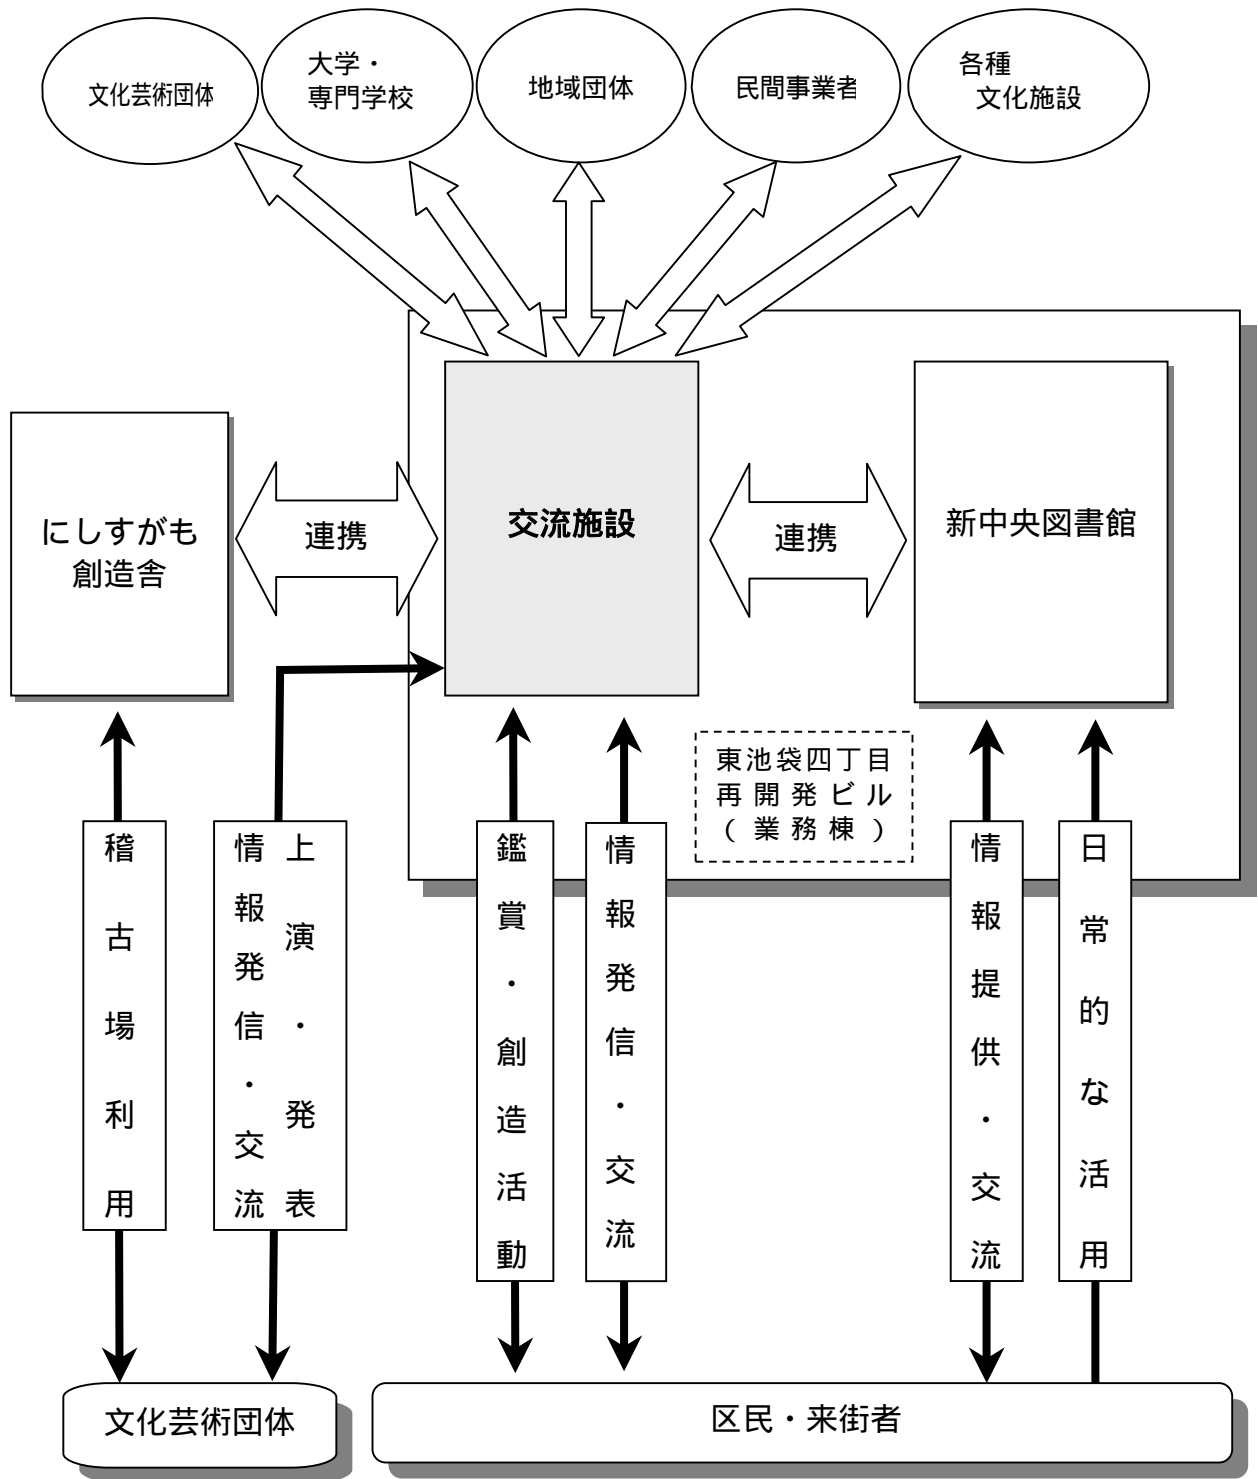 文化芸術団体
大学・
専門学校
地域団体
民間事業者
各種
文化施設
にしすがも
創造舎
連携
交流施設
連携
新中央図書館
東池袋四丁目
再開発ビル
(業務棟)
稽古場利用
上演・発表
情報発信・交流
鑑賞・創造活動
情報発信・交流
情報提供・交流
日常的な活用
文化芸術団体
区民・来街者